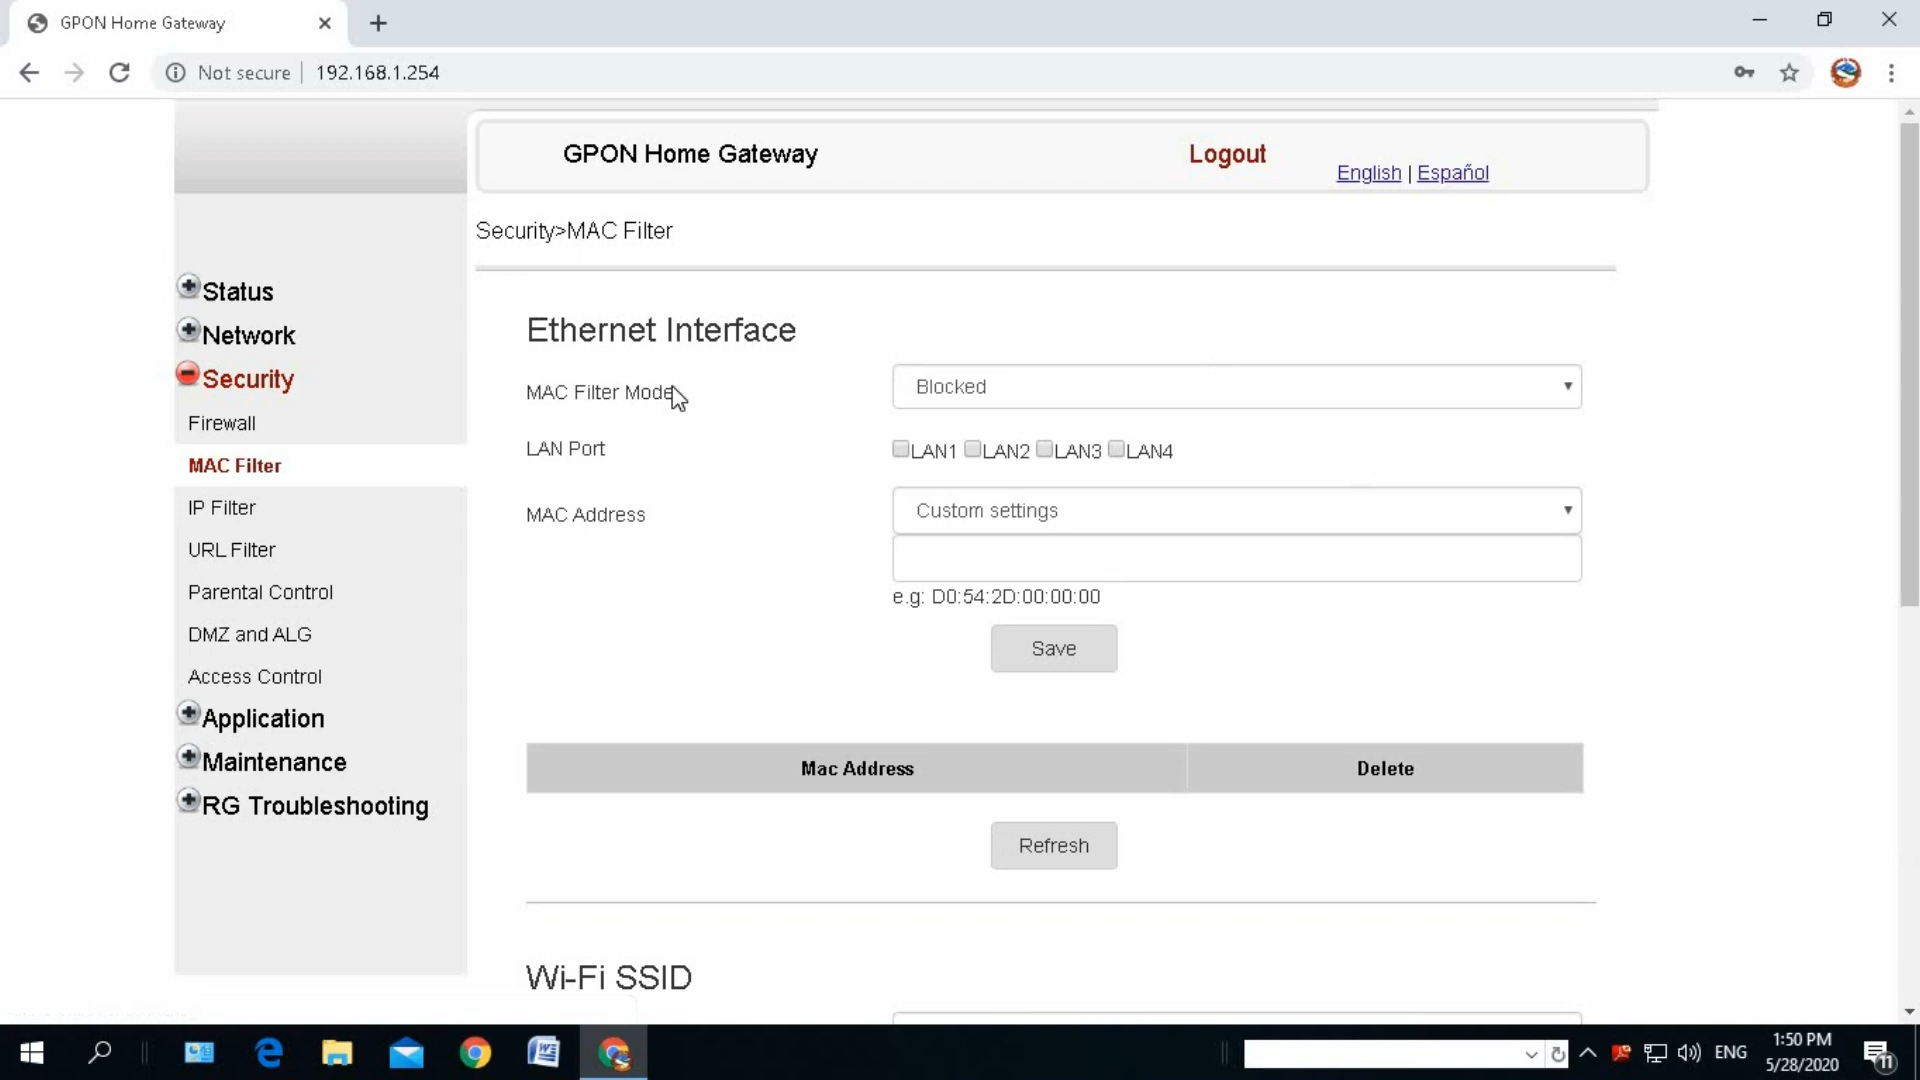 GPON Home Gateway
Not secure
192.168.1.254
GPON Home Gateway
Logout
English | Español
Security>MAC Filter
Status
Network
Security
Firewall
MAC Filter
IP Filter
URL Filter
Parental Control
DMZ and ALG
Access Control
Application
Maintenance
RG Troubleshooting
Ethernet Interface
MAC Filter Mode
Blocked
LAN Port
LAN1 LAN2 LAN3 LAN4
MAC Address
Custom settings
e.g: D0:54:2D:00:00:00
Save
Mac Address
Delete
Refresh
Wi-Fi SSID
ENG
1:50 PM
5/28/2020
11